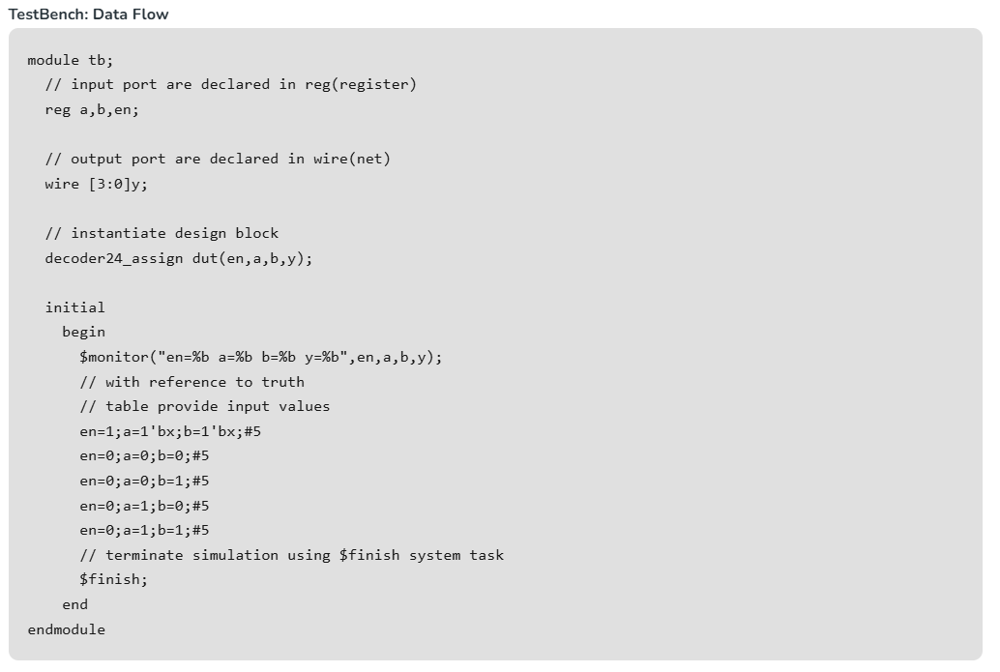 TestBench: Data Flow
module tb;
// input port are declared in reg(register)
reg a,b,en;
// output port are declared in wire(net)
wire [3:0]y;
// instantiate design block
decoder24_assign dut(en,a,b,y);
initial
begin
$monitor("en=%b a=%b b=%b y=%b",en,a,b,y);
// with reference to truth
// table provide input values
en=1;a=1'bx;b=1'bx;#5
en=0;a=0;b=0;#5
en=0;a=0;b=1;#5
en=0;a=1;b=0;#5
en=0;a=1;b=1;#5
// terminate simulation using $finish system task
$finish;
end
endmodule